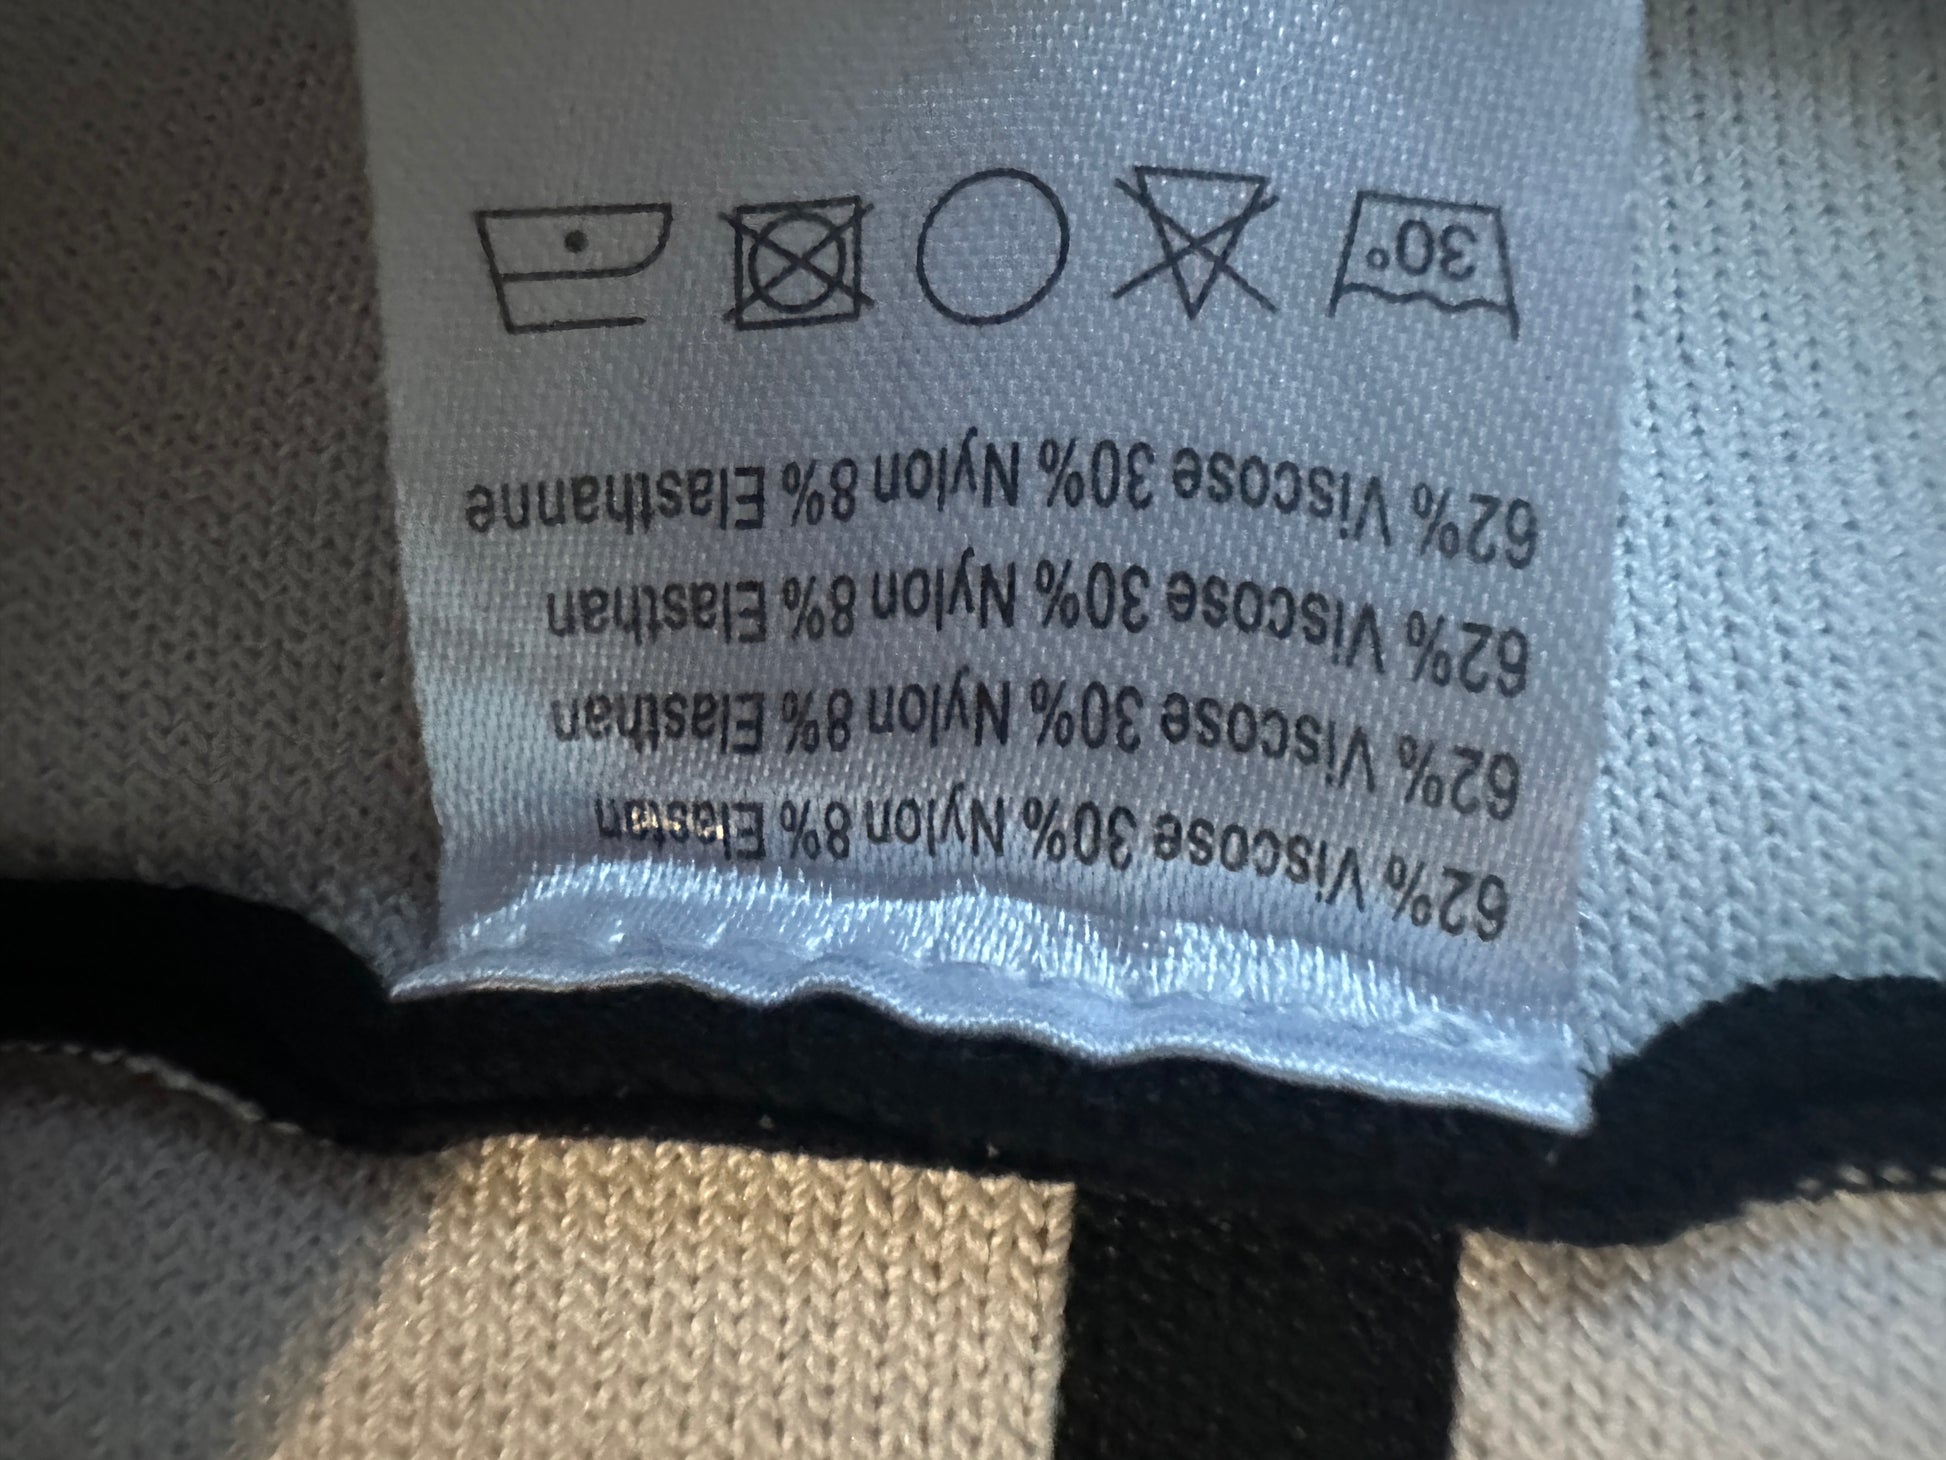 62% Viscose 30% Nylon 8% Elaston
62% Viscose 30% Nylon 8% Elasthan
62% Viscose 30% Nylon 8% Elasthan
62% Viscose 30% Nylon 8% Elasthanne
30°